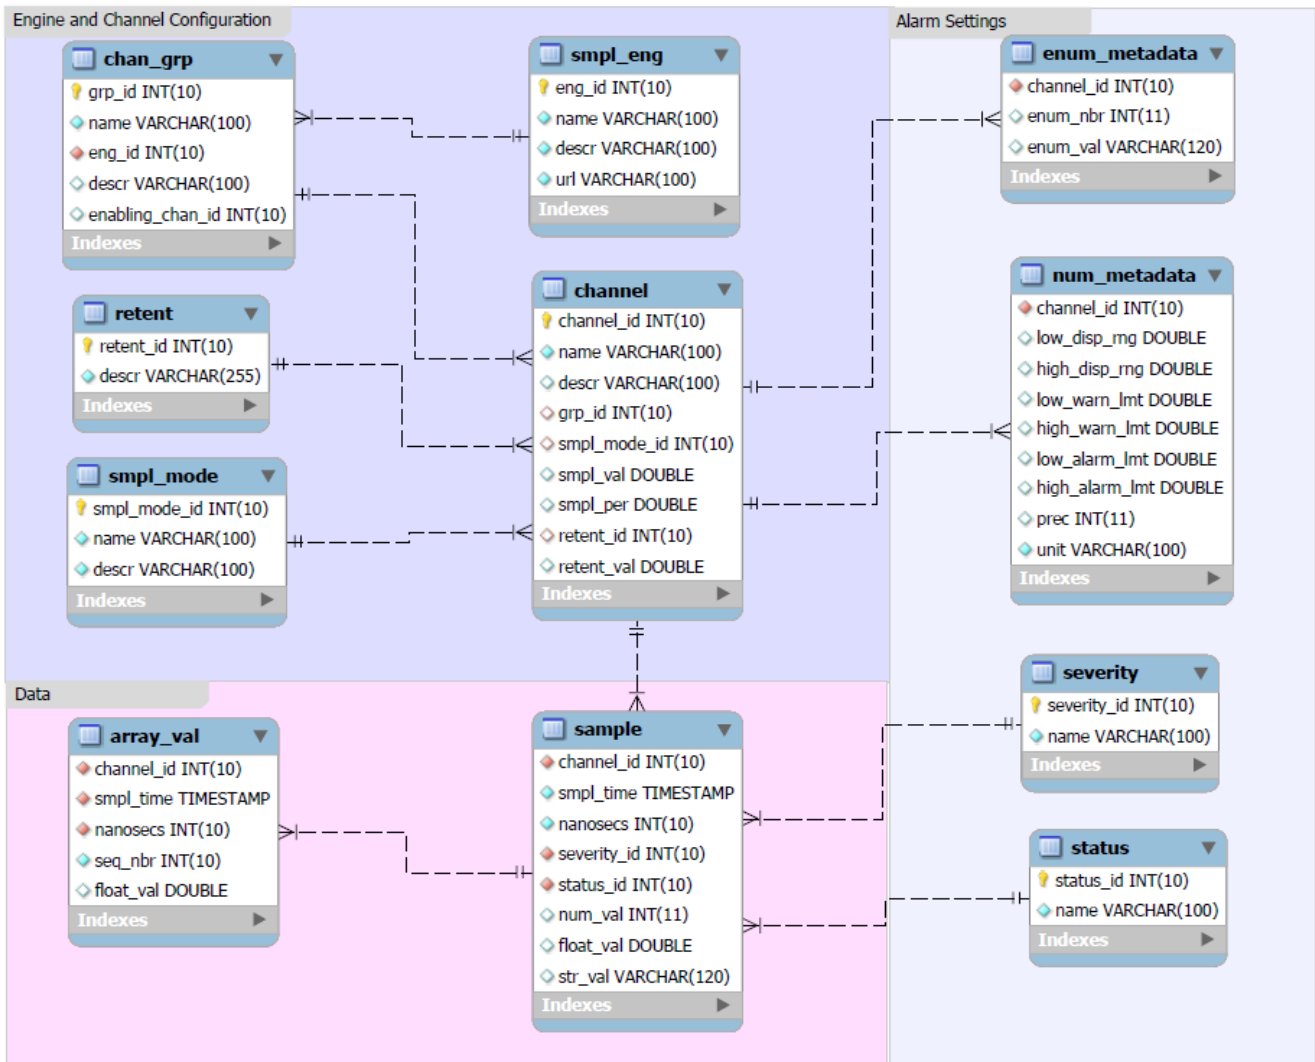 Engine and Channel Configuration
chan_grp
grp_id INT(10)
name VARCHAR(100)
eng_id INT(10)
descr VARCHAR(100)
enabling_chan_id INT(10)
Indexes
smpl_eng
eng_id INT(10)
name VARCHAR(100)
descr VARCHAR(100)
url VARCHAR(100)
Indexes
retent
retent_id INT(10)
descr VARCHAR(255)
Indexes
channel
channel_id INT(10)
name VARCHAR(100)
descr VARCHAR(100)
grp_id INT(10)
smpl_mode_id INT(10)
smpl_val DOUBLE
smpl_per DOUBLE
retent_id INT(10)
retent_val DOUBLE
Indexes
smpl_mode
smpl_mode_id INT(10)
name VARCHAR(100)
descr VARCHAR(100)
Indexes
Alarm Settings
enum_metadata
channel_id INT(10)
enum_nbr INT(11)
enum_val VARCHAR(120)
Indexes
num_metadata
channel_id INT(10)
low_disp_rng DOUBLE
high_disp_rng DOUBLE
low_warn_lmt DOUBLE
high_warn_lmt DOUBLE
low_alarm_lmt DOUBLE
high_alarm_lmt DOUBLE
prec INT(11)
unit VARCHAR(100)
Indexes
severity
severity_id INT(10)
name VARCHAR(100)
Indexes
status
status_id INT(10)
name VARCHAR(100)
Indexes
Data
array_val
channel_id INT(10)
smpl_time TIMESTAMP
nanosecs INT(10)
seq_nbr INT(10)
float_val DOUBLE
Indexes
sample
channel_id INT(10)
smpl_time TIMESTAMP
nanosecs INT(10)
severity_id INT(10)
status_id INT(10)
num_val INT(11)
float_val DOUBLE
str_val VARCHAR(120)
Indexes